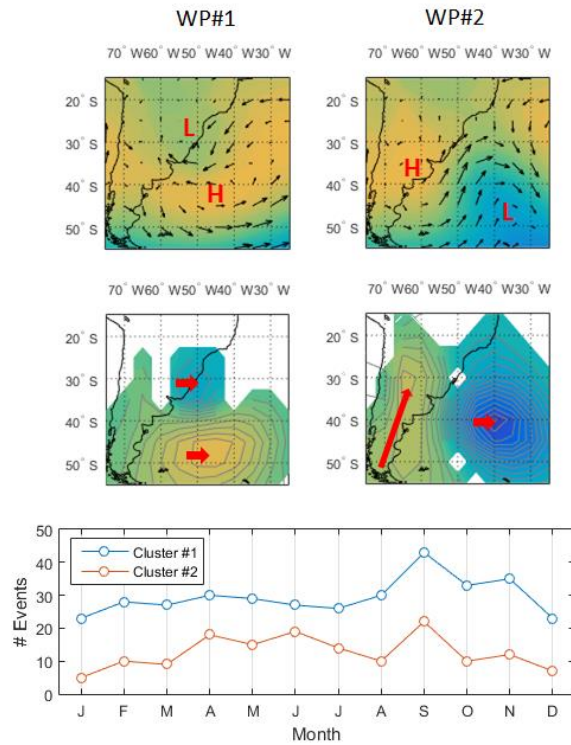 WP#1 WP#2
70° W60° W50° W40° W30° W 70° W60° W50° W40° W30° W
20° S 20° S
L
30° S 30° S
H
40° S 40° S
H
L
50° S 50° S
70° W60° W50° W40° W30° W 70° W60° W50° W40° W30° W
20° S 20° S
30° S 30° S
40° S 40° S
50° S 50° S
50
Cluster #1
40
Cluster #2
30
20
10
0
# Events
J F M A M J J A S O N D
Month